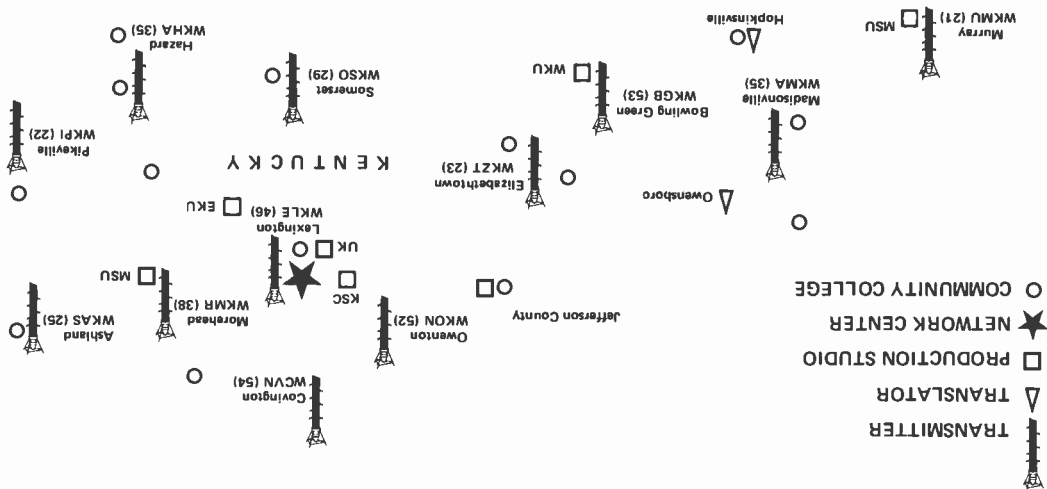 TRANSMITTER
TRANSLATOR
PRODUCTION STUDIO
NETWORK CENTER
COMMUNITY COLLEGE
Covington
WCVN (54)
Owenton
WKON (52)
Ashland
WKAS (25)
Morehead
WKMR (38)
Jefferson County
KSC
MSU
UK
Lexington
WKLE (46)
EKU
Owensboro
Elizabethtown
WKZT (23)
KENTUCKY
Pikeville
WKPI (22)
Madisonville
WKMA (35)
Bowling Green
WKGB (53)
WKU
Somerset
WKSO (29)
Hazard
WKHA (35)
Murray
WKMU (21)
MSU
Hopkinsville